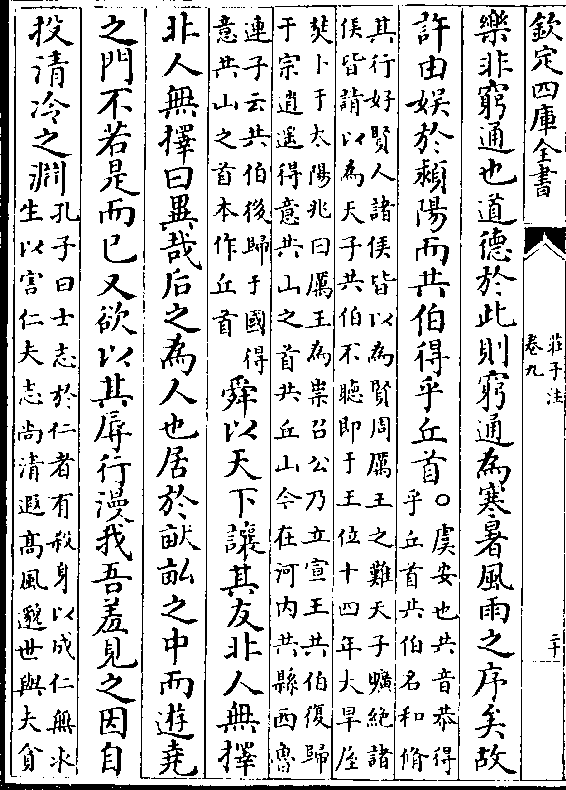 欽定四庫全書
莊子注
卷九
二十
樂非窮通也道德於此則窮通為寒暑風雨之序矣故
許由娛於潁陽而共伯得乎丘首○虞安也共音恭得
乎丘首共伯名和脩
其行好賢人諸侯皆以為賢周厲王之難天子曠絕諸
侯皆請以為天子共伯不聽即于王位十四年大旱屋
焚卜于太陽兆曰厲王為祟召公乃立宣王共伯復歸
于宗逍遙得意共山之首共丘山今在河内共縣西魯
連子云共伯後歸于國得
意共山之首本作丘首
舜以天下讓其友非人無擇
非人無擇曰異哉后之為人也居於畎畝之中而遊堯
之門不若是而已又欲以其辱行漫我吾羞見之因自
投清冷之淵
孔子曰士志於仁者有殺身以成仁無求
生以害仁夫志尚清遐高風邈世與夫貪